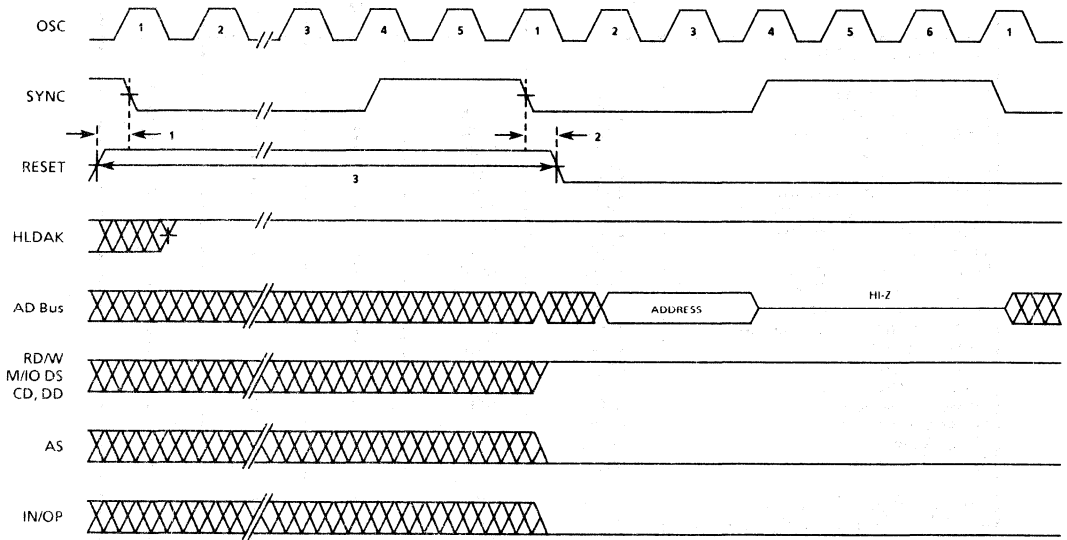 OSC 1 2 3 4 5 1 2 3 4 5 6 1
SYNC
1 2
RESET
3
HLDAK
AD Bus ADDRESS HI-Z
RD/W
M/IO DS
CD, DD
AS
IN/OP